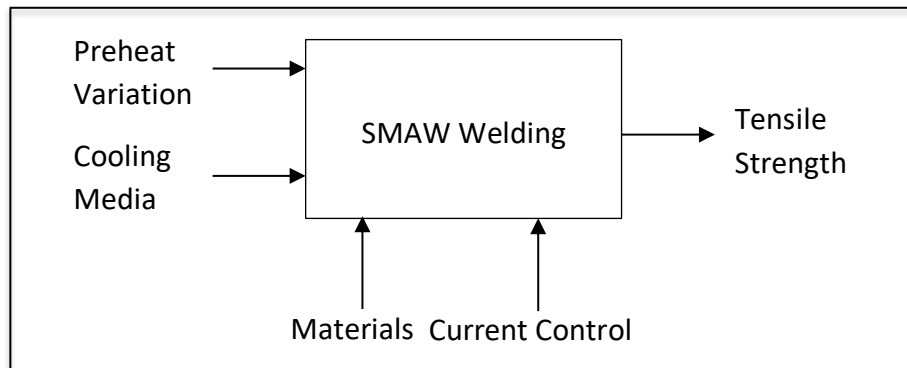 Preheat
Variation
Cooling
Media
SMAW Welding
Tensile
Strength
Materials
Current Control